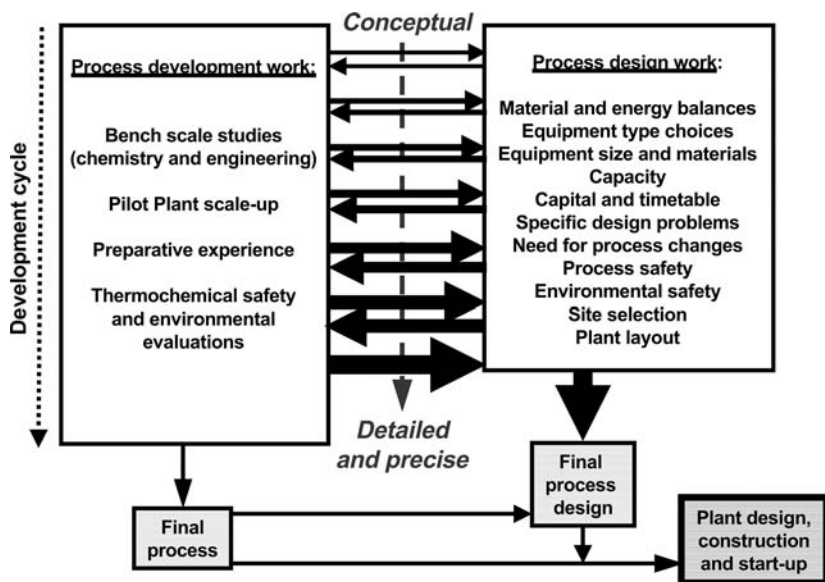 Conceptual
Development cycle
Process development work:
Bench scale studies
(chemistry and engineering)
Pilot Plant scale-up
Preparative experience
Thermochemical safety
and environmental
evaluations
Process design work:
Material and energy balances
Equipment type choices
Equipment size and materials
Capacity
Capital and timetable
Specific design problems
Need for process changes
Process safety
Environmental safety
Site selection
Plant layout
Detailed
and precise
Final
process
design
Final
process
Plant design,
construction
and start-up